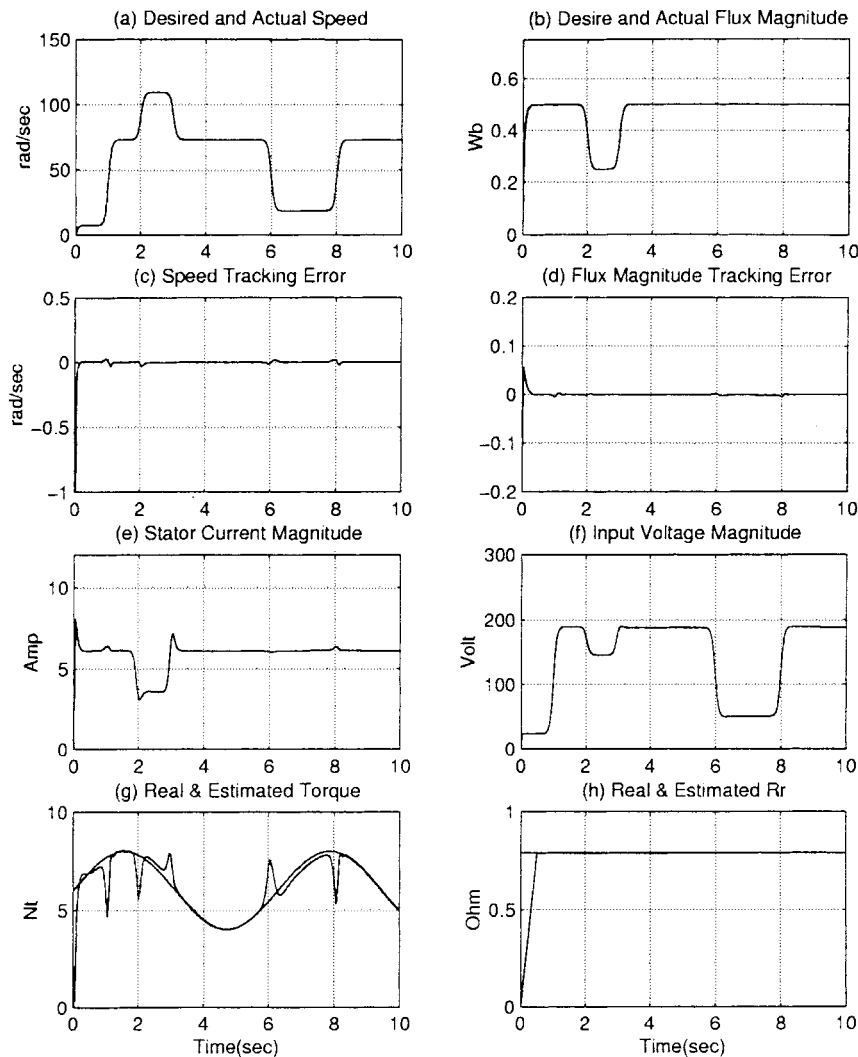 (a) Desired and Actual Speed
150
100
50
0
rad/sec
0 2 4 6 8 10
(b) Desire and Actual Flux Magnitude
0.6
0.4
0.2
0
Wb
0 2 4 6 8 10
(c) Speed Tracking Error
0.5
0
−0.5
−1
rad/sec
0 2 4 6 8 10
(d) Flux Magnitude Tracking Error
0.2
0.1
0
−0.1
−0.2
0 2 4 6 8 10
(e) Stator Current Magnitude
10
5
0
Amp
0 2 4 6 8 10
(f) Input Voltage Magnitude
300
200
100
0
Volt
0 2 4 6 8 10
(g) Real & Estimated Torque
10
5
0
Nt
0 2 4 6 8 10
Time(sec)
(h) Real & Estimated Rr
1
0.5
0
Ohm
0 2 4 6 8 10
Time(sec)